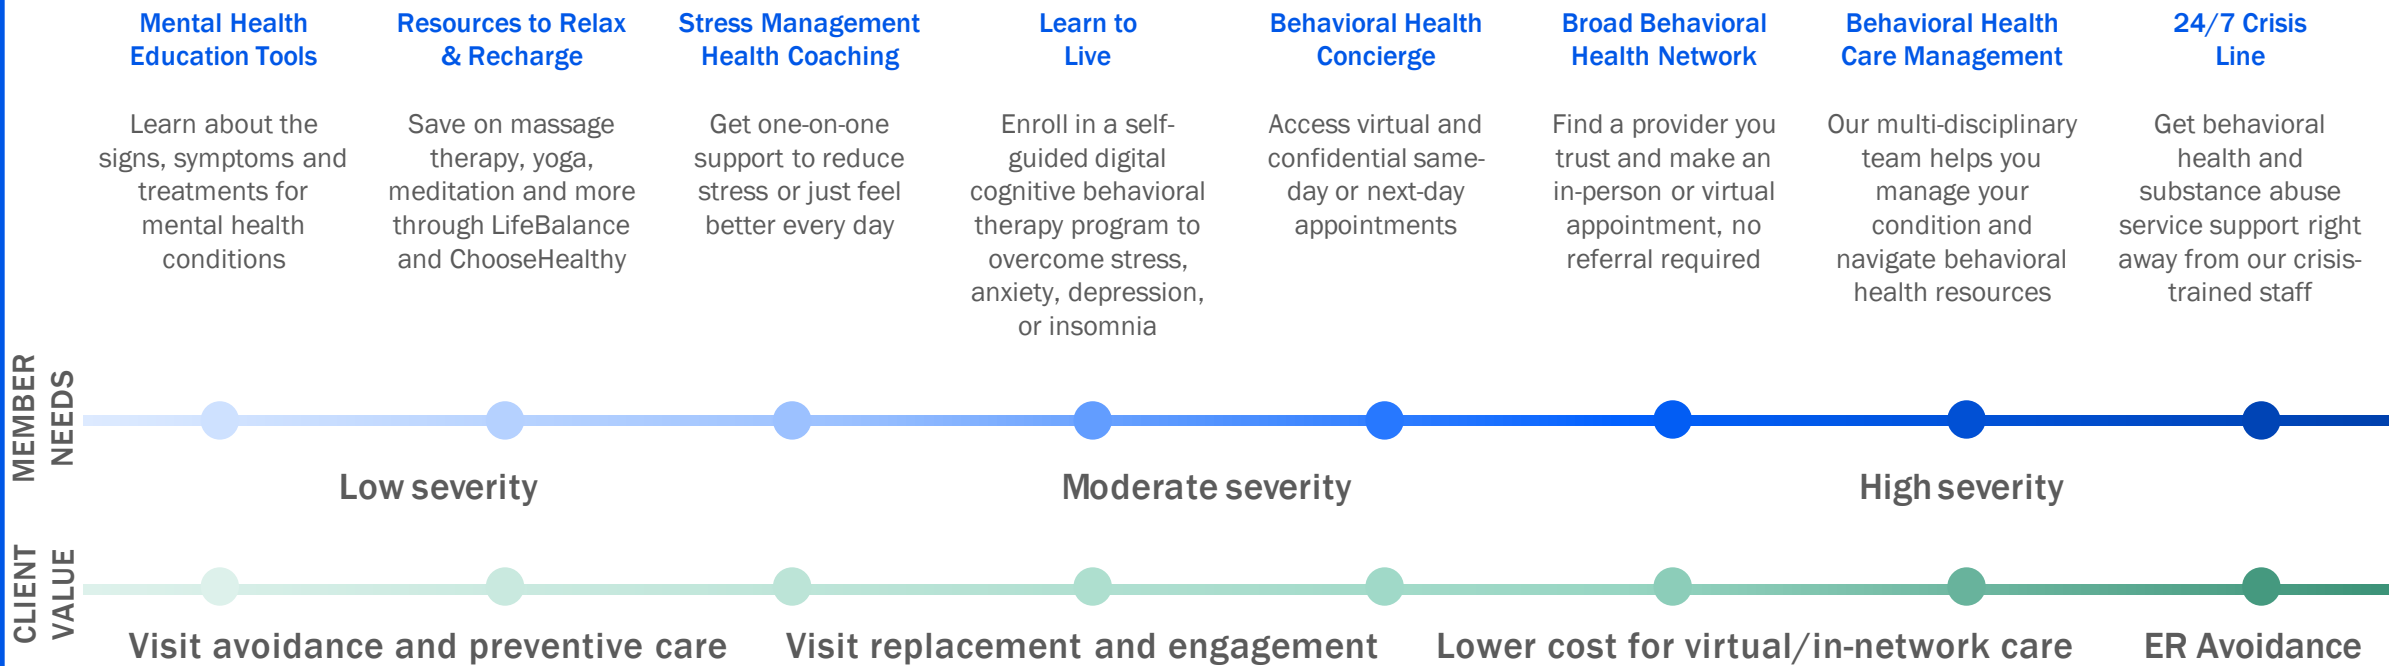 Mental Health
Education Tools
Learn about the
signs, symptoms and
treatments for
mental health
conditions
Resources to Relax
& Recharge
Save on massage
therapy, yoga,
meditation and more
through LifeBalance
and ChooseHealthy
Stress Management
Health Coaching
Get one-on-one
support to reduce
stress or just feel
better every day
Learn to
Live
Enroll in a self-
guided digital
cognitive behavioral
therapy program to
overcome stress,
anxiety, depression,
or insomnia
Behavioral Health
Concierge
Access virtual and
confidential same-
day or next-day
appointments
Broad Behavioral
Health Network
Find a provider you
trust and make an
in-person or virtual
appointment, no
referral required
Behavioral Health
Care Management
Our multi-disciplinary
team helps you
manage your
condition and
navigate behavioral
health resources
24/7 Crisis
Line
Get behavioral
health and
substance abuse
service support right
away from our crisis-
trained staff
MEMBER
NEEDS
Low severity
Moderate severity
High severity
CLIENT
VALUE
Visit avoidance and preventive care
Visit replacement and engagement
Lower cost for virtual/in-network care
ER Avoidance